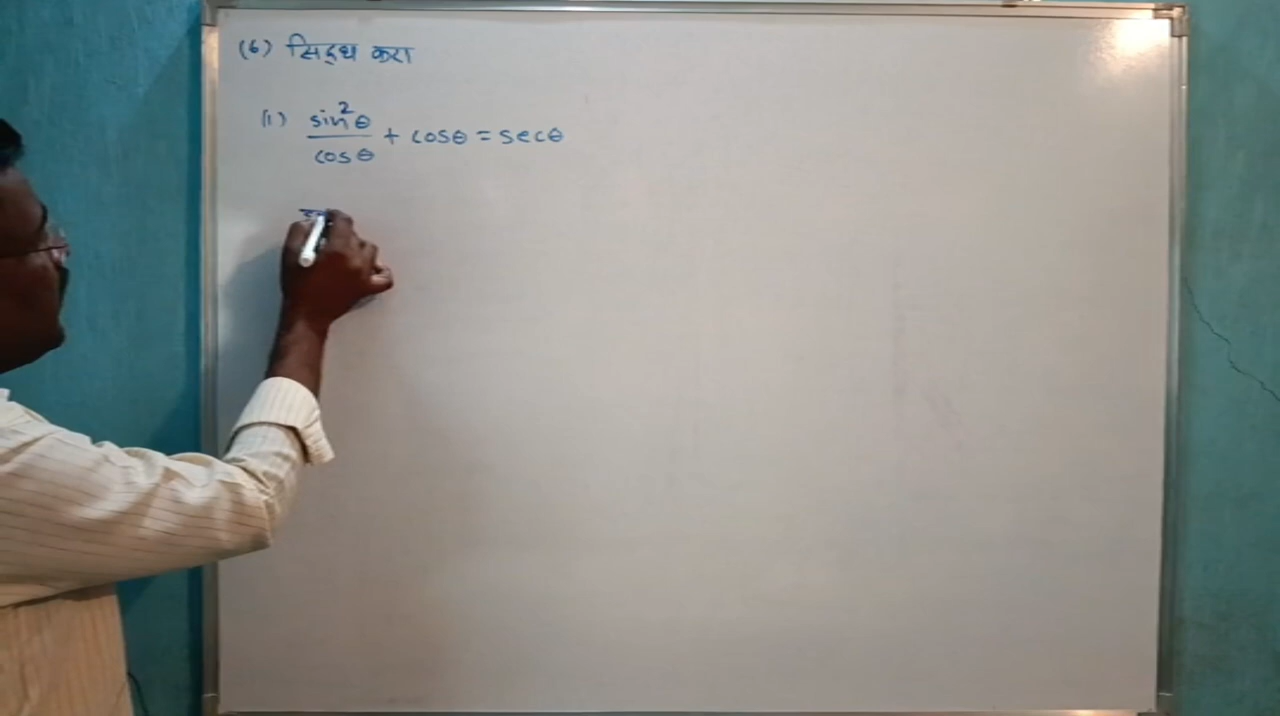 (6) सिद्ध करा
(1) sin²θ/cosθ + cosθ = secθ